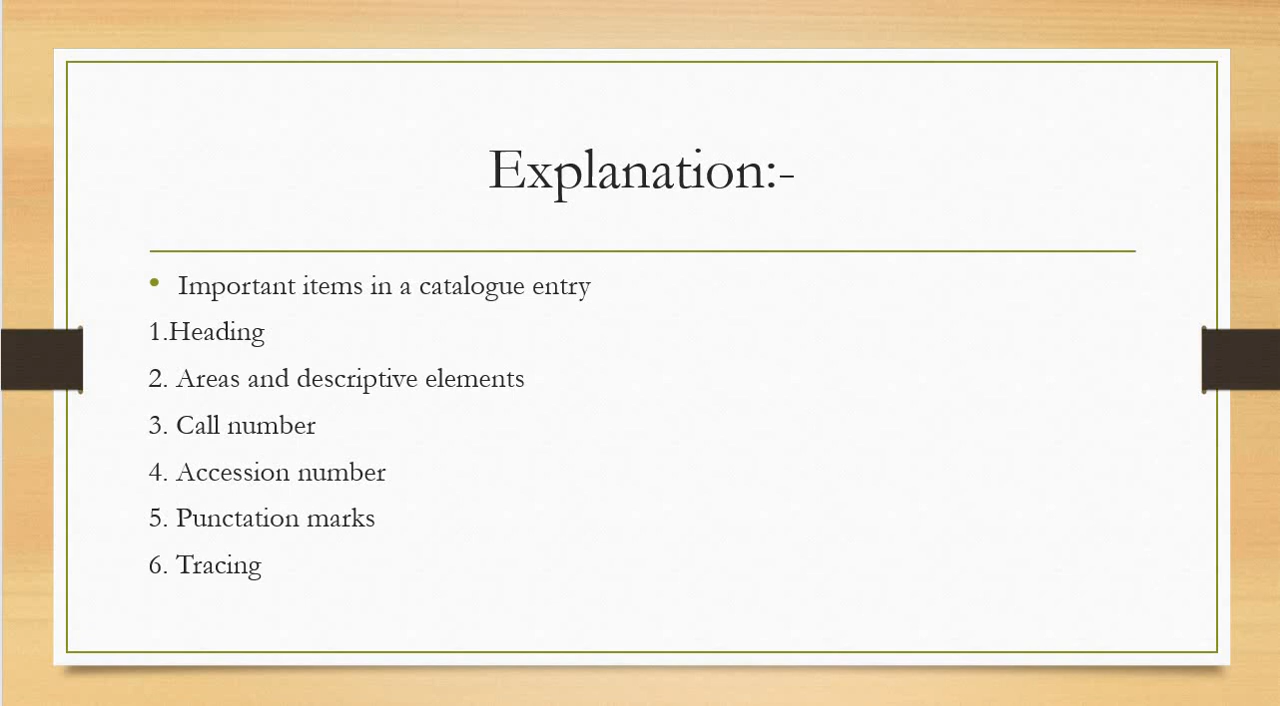 Explanation:-
• Important items in a catalogue entry
1.Heading
2. Areas and descriptive elements
3. Call number
4. Accession number
5. Punctation marks
6. Tracing